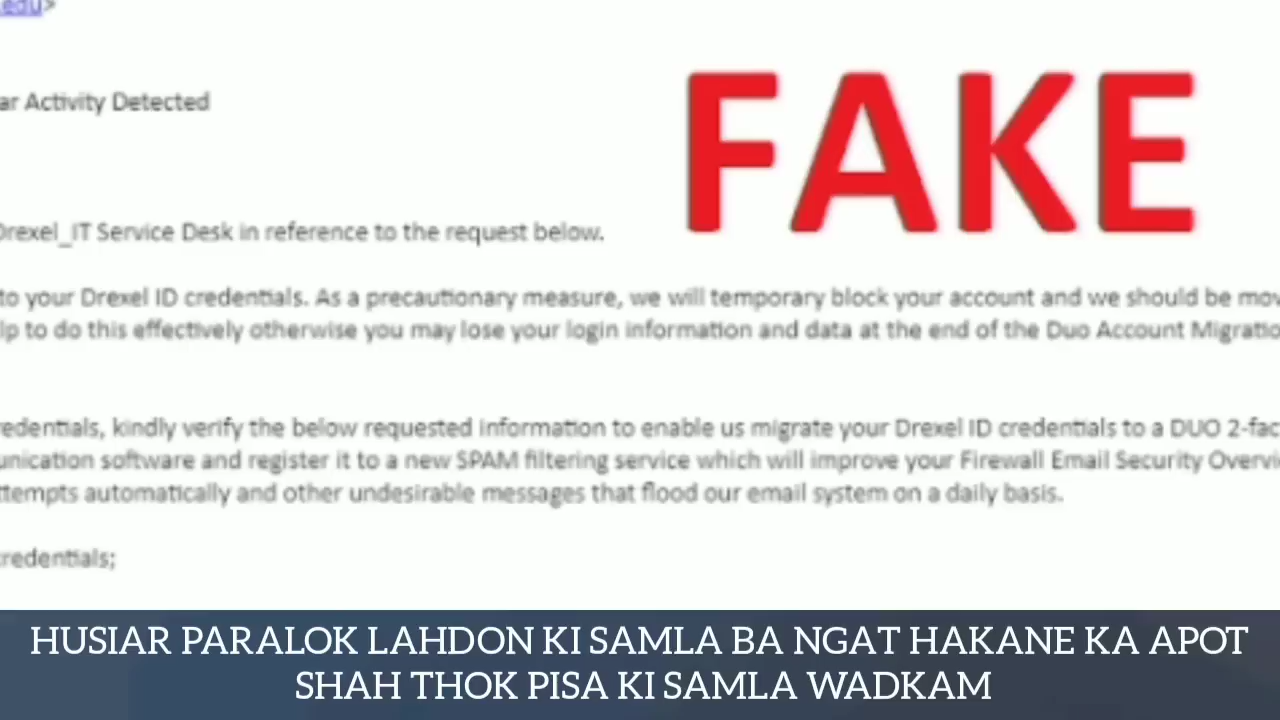 edu>
ar Activity Detected
FAKE
Drexel_IT Service Desk in reference to the request below.
to your Drexel ID credentials. As a precautionary measure, we will temporary block your account and we should be mov
lp to do this effectively otherwise you may lose your login information and data at the end of the Duo Account Migratio
redentials, kindly verify the below requested information to enable us migrate your Drexel ID credentials to a DUO 2-fac
unication software and register it to a new SPAM filtering service which will improve your Firewall Email Security Overvi
ttempts automatically and other undesirable messages that flood our email system on a daily basis.
credentials;
HUSIAR PARALOK LAHDON KI SAMLA BA NGAT HAKANE KA APOT
SHAH THOK PISA KI SAMLA WADKAM